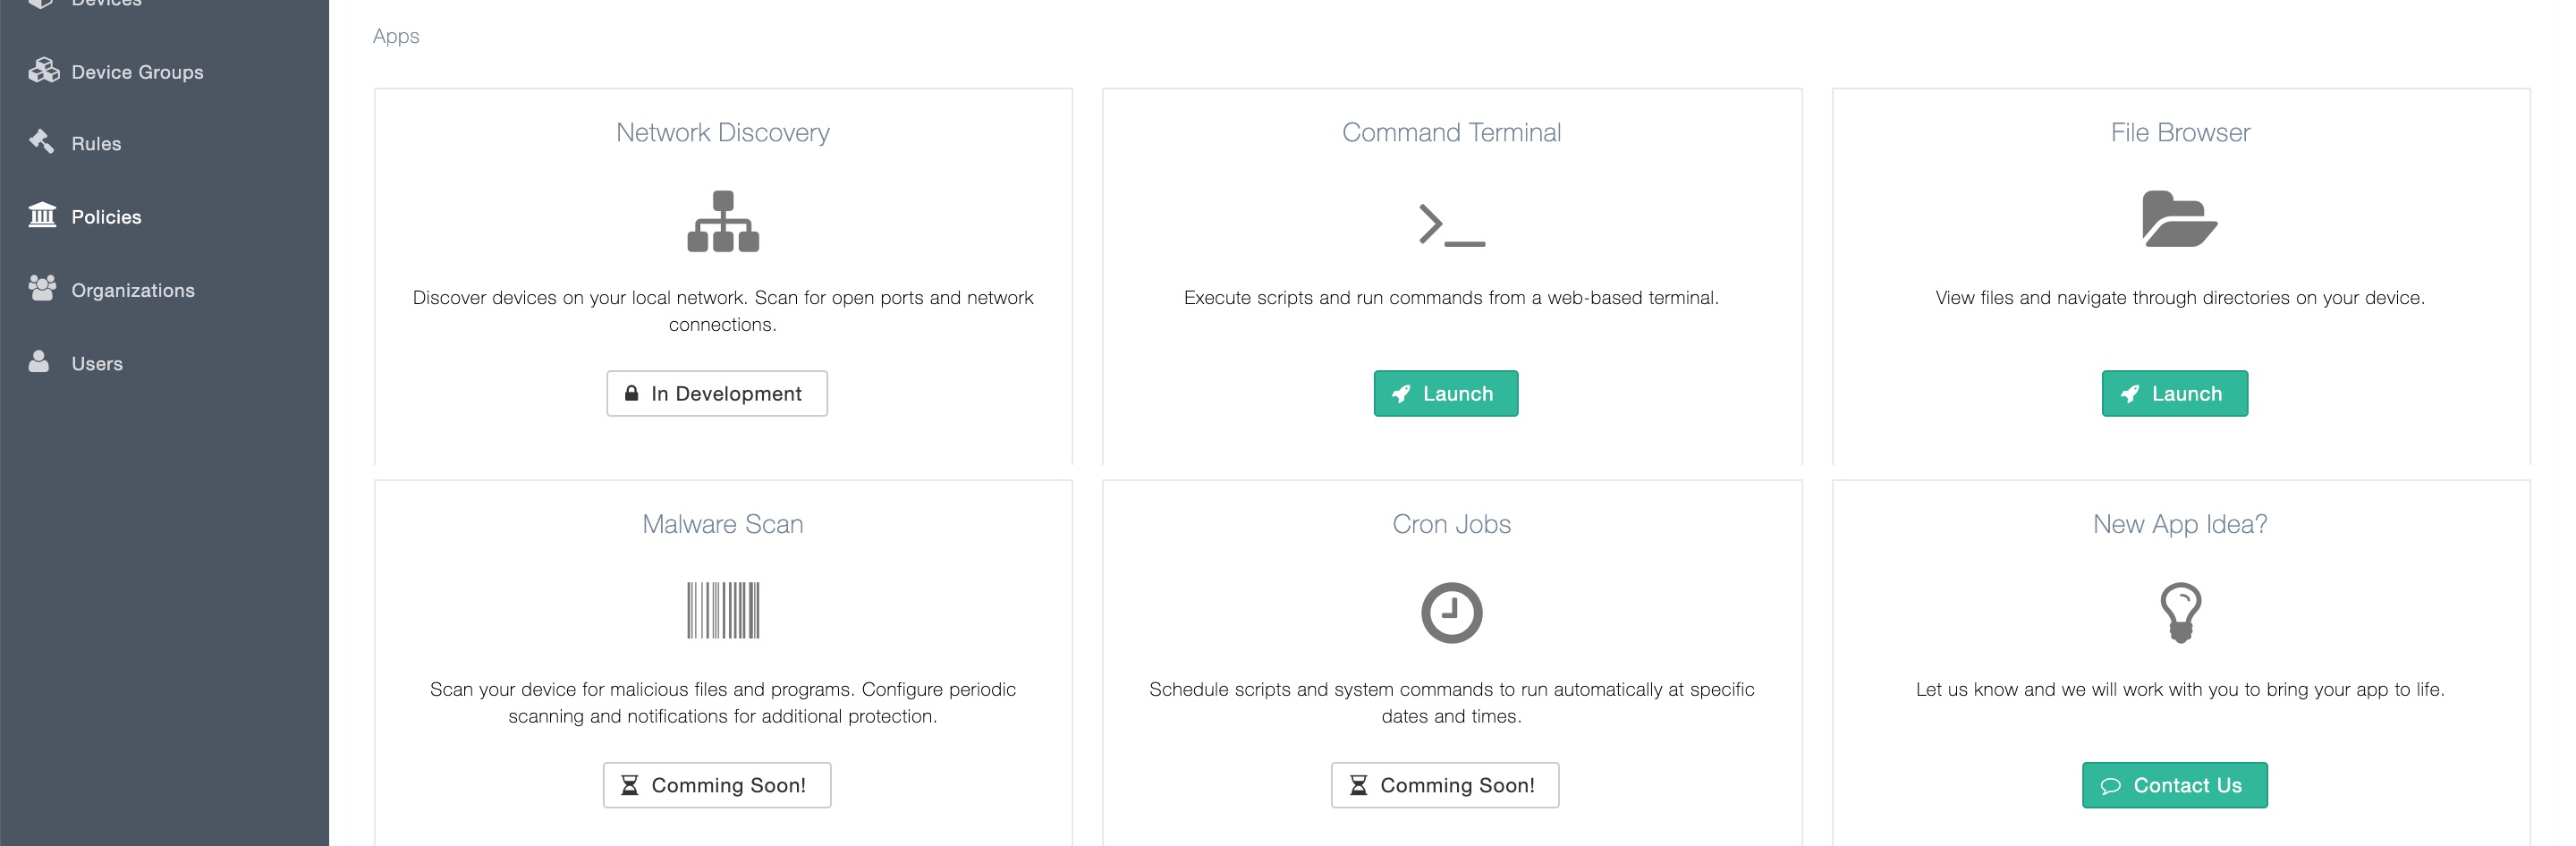 Devices
Device Groups
Rules
Policies
Organizations
Users
Apps
Network Discovery
Discover devices on your local network. Scan for open ports and network
connections.
In Development
Command Terminal
Execute scripts and run commands from a web-based terminal.
Launch
File Browser
View files and navigate through directories on your device.
Launch
Malware Scan
Scan your device for malicious files and programs. Configure periodic
scanning and notifications for additional protection.
Comming Soon!
Cron Jobs
Schedule scripts and system commands to run automatically at specific
dates and times.
Comming Soon!
New App Idea?
Let us know and we will work with you to bring your app to life.
Contact Us